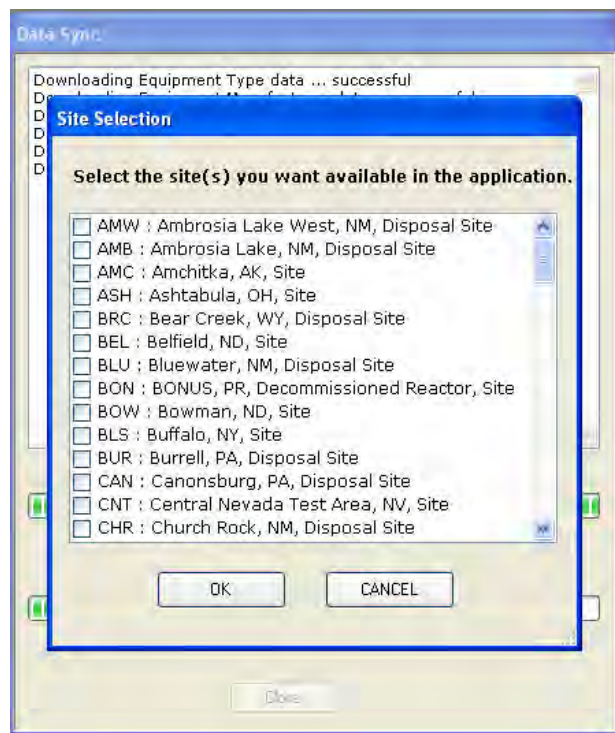 Data Sync
Downloading Equipment Type data ... successful
Site Selection
Select the site(s) you want available in the application.
AMW : Ambrosia Lake West, NM, Disposal Site
AMB : Ambrosia Lake, NM, Disposal Site
AMC : Amchitka, AK, Site
ASH : Ashtabula, OH, Site
BRC : Bear Creek, WY, Disposal Site
BEL : Belfield, ND, Site
BLU : Bluewater, NM, Disposal Site
BON : BONUS, PR, Decommissioned Reactor, Site
BOW : Bowman, ND, Site
BLS : Buffalo, NY, Site
BUR : Burrell, PA, Disposal Site
CAN : Canonsburg, PA, Disposal Site
CNT : Central Nevada Test Area, NV, Site
CHR : Church Rock, NM, Disposal Site
OK
CANCEL
Close